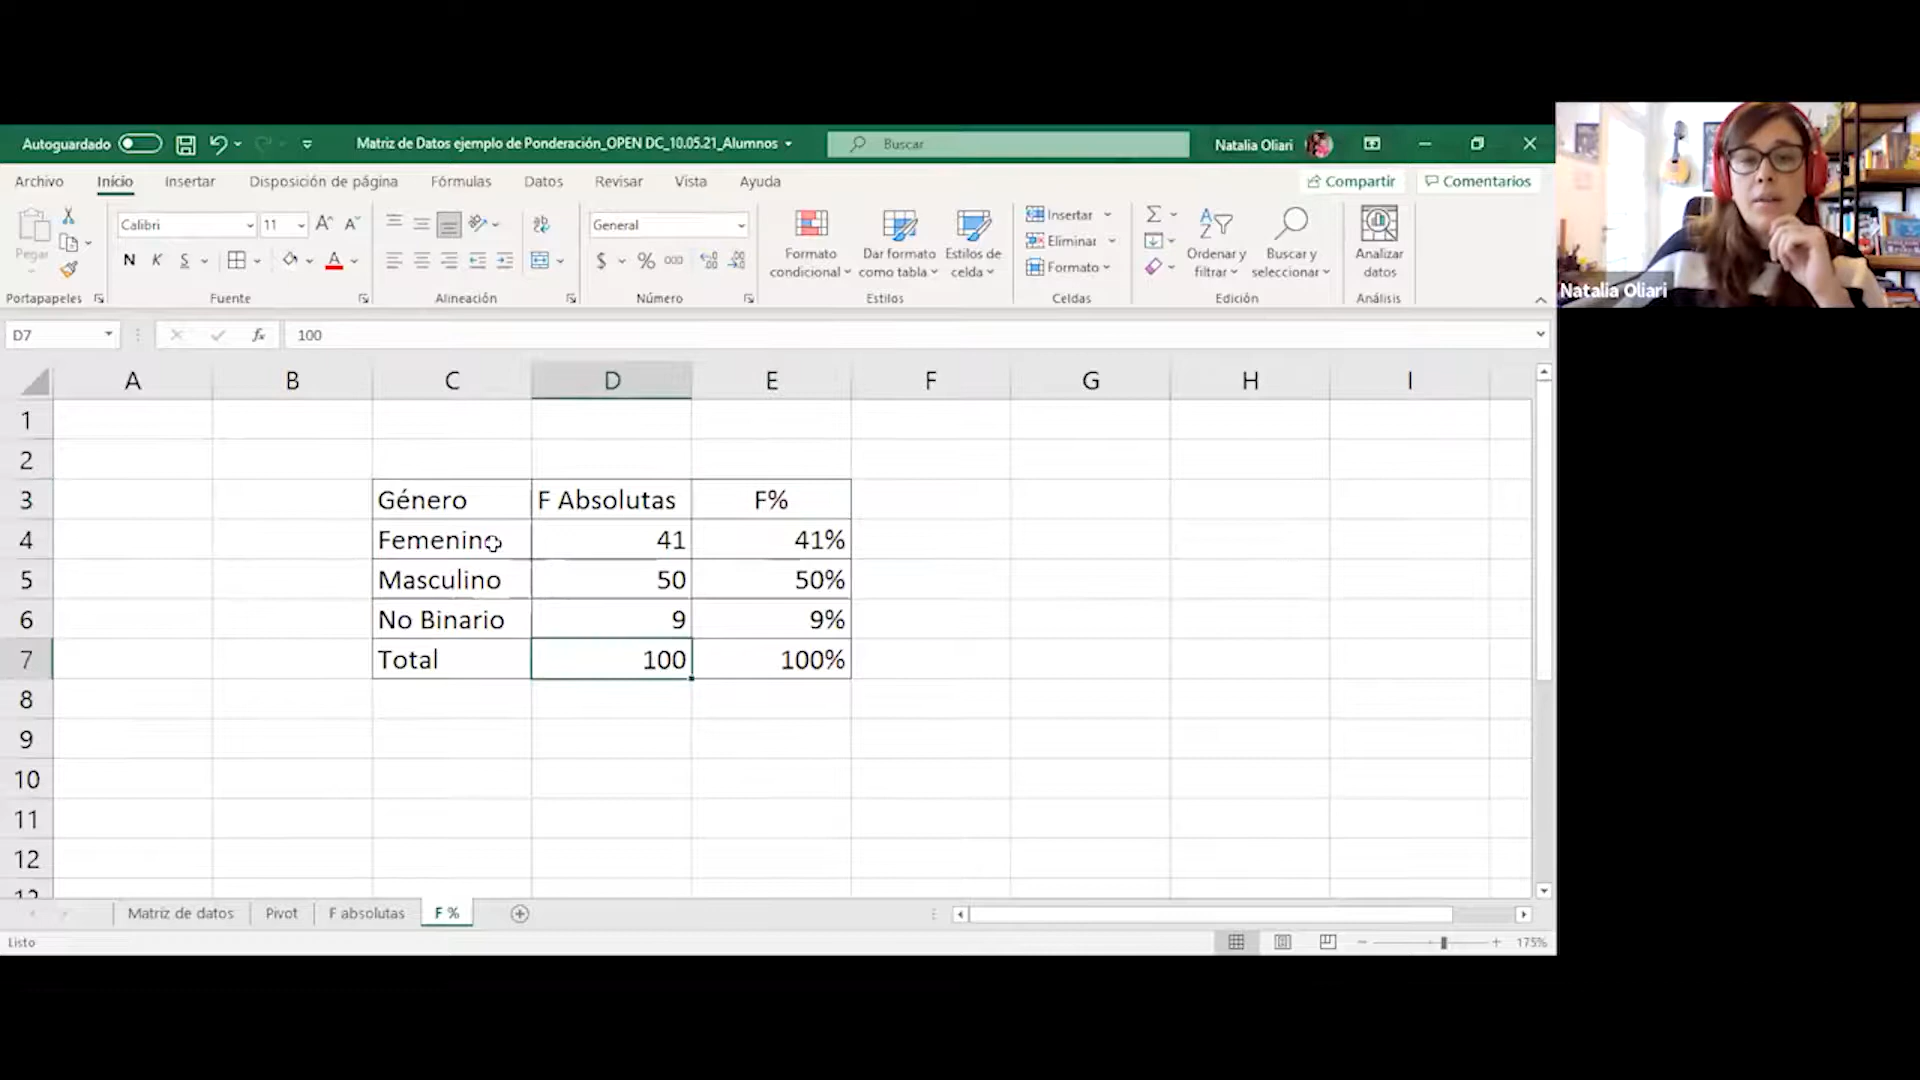 Autoguardado
Matriz de Datos ejemplo de Ponderación_OPEN DC_10.05.21_Alumnos
Buscar
Natalia Oliari
Archivo Inicio Insertar Disposición de página Fórmulas Datos Revisar Vista Ayuda
Compartir Comentarios
Pegar
Calibri 11
General
N K S
$ % 000
Formato condicional
Dar formato como tabla
Estilos de celda
Insertar
Eliminar
Formato
Ordenar y filtrar
Buscar y seleccionar
Analizar datos
Portapapeles Fuente Alineación Número Estilos Celdas Edición Análisis
Natalia Oliari
D7 fx 100
A B C D E F G H I
1
2
3 Género F Absolutas F%
4 Femenino 41 41%
5 Masculino 50 50%
6 No Binario 9 9%
7 Total 100 100%
8
9
10
11
12
13
Matriz de datos Pivot F absolutas F %
Listo
175%